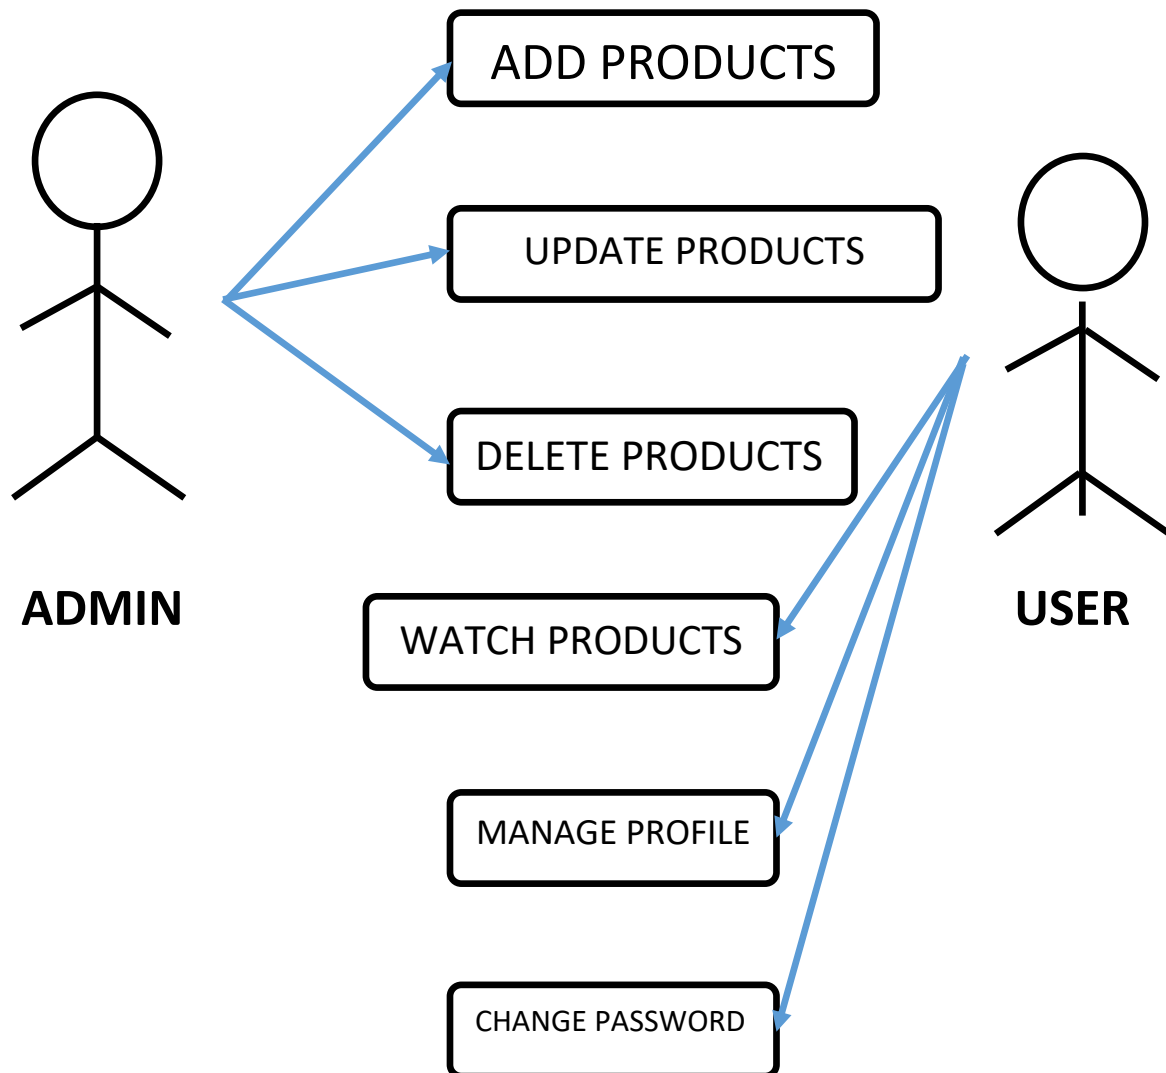 ADD PRODUCTS
UPDATE PRODUCTS
DELETE PRODUCTS
ADMIN
USER
WATCH PRODUCTS
MANAGE PROFILE
CHANGE PASSWORD